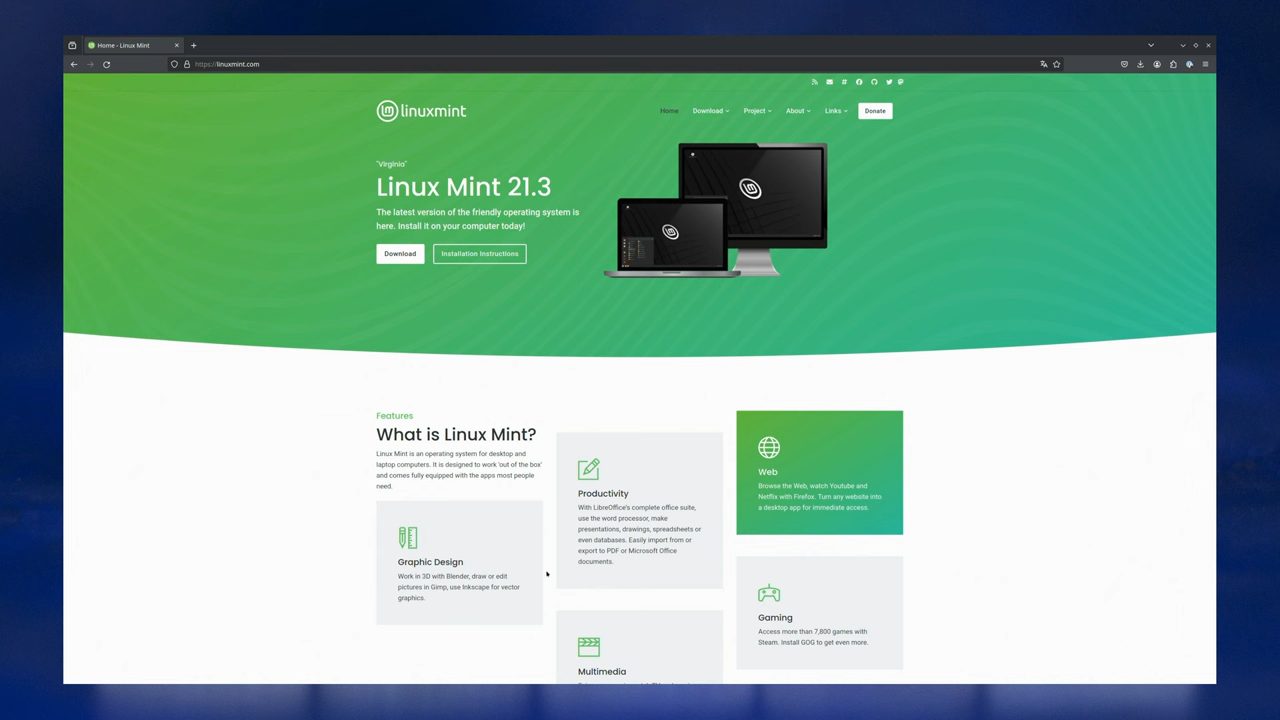 Home - Linux Mint
https://linuxmint.com
linuxmint
Home
Download
Project
About
Links
Donate
"Virginia"
Linux Mint 21.3
The latest version of the friendly operating system is
here. Install it on your computer today!
Download
Installation Instructions
Features
What is Linux Mint?
Linux Mint is an operating system for desktop and
laptop computers. It is designed to work 'out of the box'
and comes fully equipped with the apps most people
need.
Graphic Design
Work in 3D with Blender, draw or edit
pictures in Gimp, use Inkscape for vector
graphics.
Productivity
With LibreOffice's complete office suite,
use the word processor, make
presentations, drawings, spreadsheets or
even databases. Easily import from or
export to PDF or Microsoft Office
documents.
Multimedia
Web
Browse the Web, watch Youtube and
Netflix with Firefox. Turn any website into
a desktop app for immediate access.
Gaming
Access more than 7,800 games with
Steam. Install GOG to get even more.